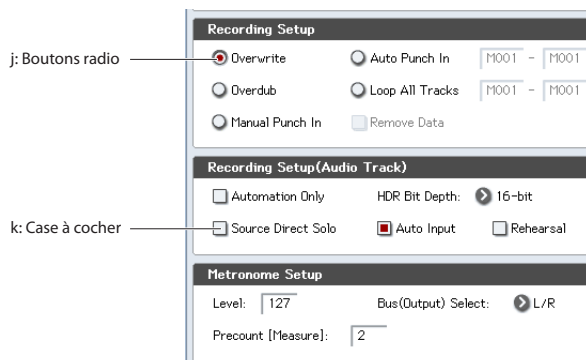 Recording Setup
j: Boutons radio
Overwrite Auto Punch In M001 - M001
Overdub Loop All Tracks M001 - M001
Manual Punch In Remove Data
Recording Setup(Audio Track)
Automation Only HDR Bit Depth: 16-bit
k: Case à cocher
Source Direct Solo Auto Input Rehearsal
Metronome Setup
Level: 127 Bus(Output) Select: L/R
Precount [Measure]: 2